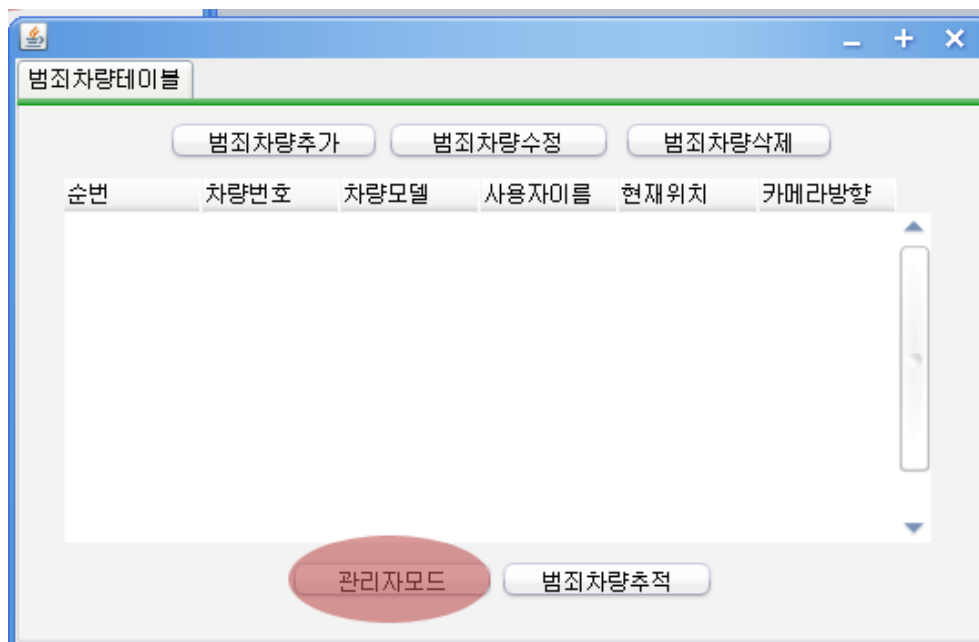 범죄차량테이블
범죄차량추가 범죄차량수정 범죄차량삭제
순번 차량번호 차량모델 사용자이름 현재위치 카메라방향
관리자모드 범죄차량추적